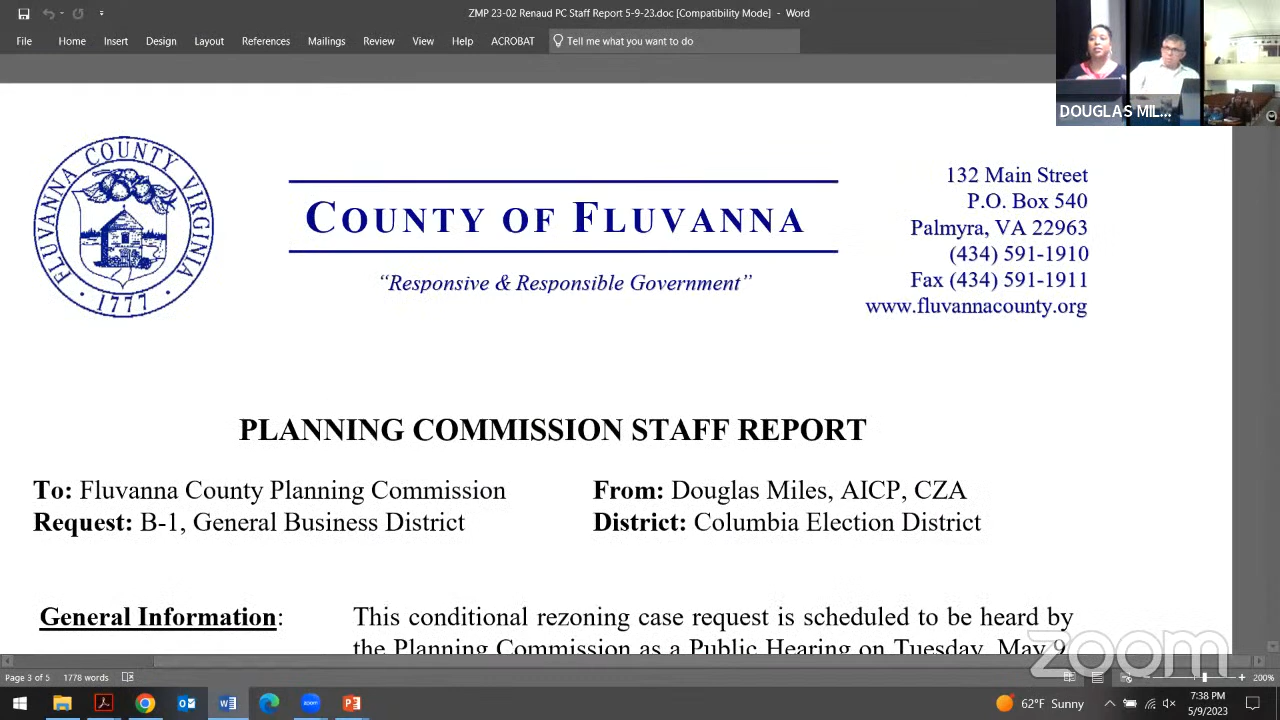 ZMP 23-02 Renaud PC Staff Report 5-9-23.doc [Compatibility Mode] - Word
File Home Insert Design Layout References Mailings Review View Help ACROBAT Tell me what you want to do
DOUGLAS MIL...
FLUVANNA COUNTY VIRGINIA
1777
COUNTY OF FLUVANNA
“Responsive & Responsible Government”
132 Main Street
P.O. Box 540
Palmyra, VA 22963
(434) 591-1910
Fax (434) 591-1911
www.fluvannacounty.org
PLANNING COMMISSION STAFF REPORT
To: Fluvanna County Planning Commission
From: Douglas Miles, AICP, CZA
Request: B-1, General Business District
District: Columbia Election District
General Information: This conditional rezoning case request is scheduled to be heard by
the Planning Commission as a Public Hearing on Tuesday, May 9,
zoom
Page 3 of 5 1778 words 200%
zoom
62°F Sunny
7:38 PM
5/9/2023